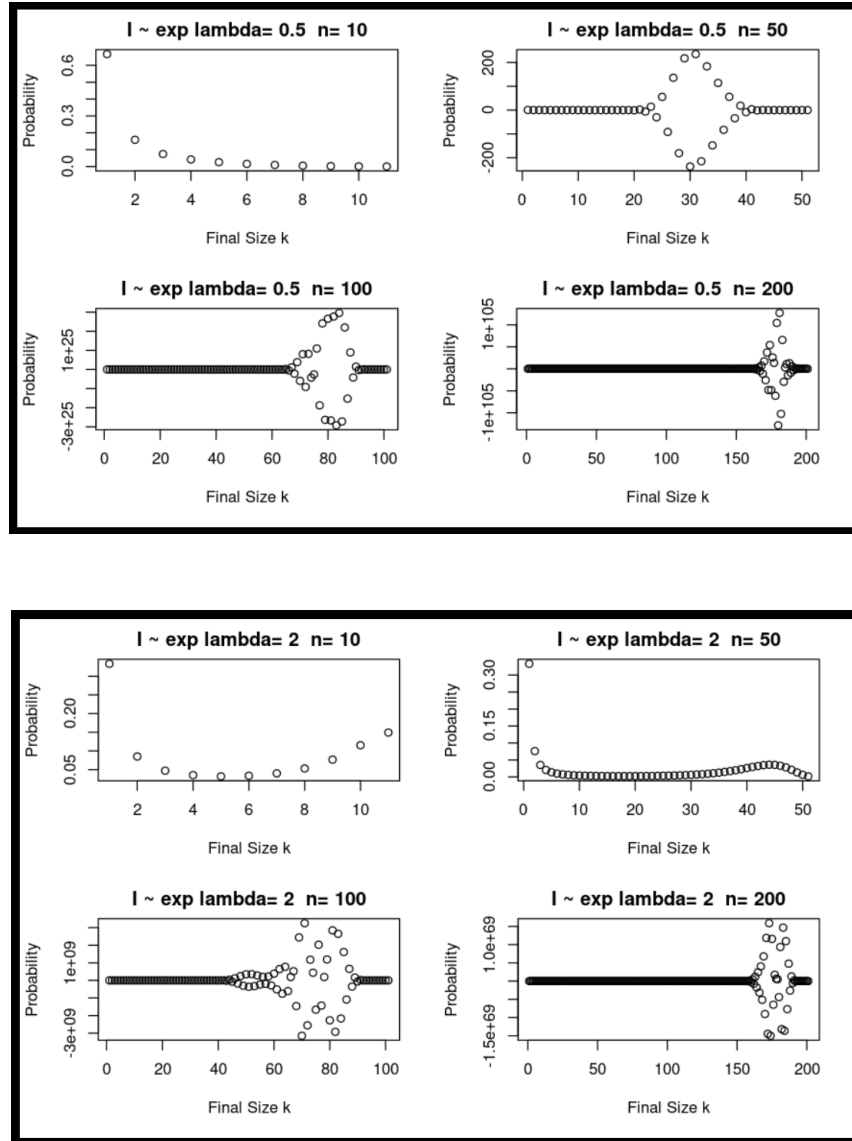 I ~ exp lambda= 0.5 n= 10
Probability
0.0 0.3 0.6
2 4 6 8 10
Final Size k
I ~ exp lambda= 0.5 n= 50
Probability
-200 0 200
0 10 20 30 40 50
Final Size k
I ~ exp lambda= 0.5 n= 100
Probability
-3e+25 1e+25
0 20 40 60 80 100
Final Size k
I ~ exp lambda= 0.5 n= 200
Probability
-1e+105 1e+105
0 50 100 150 200
Final Size k
I ~ exp lambda= 2 n= 10
Probability
0.05 0.20
2 4 6 8 10
Final Size k
I ~ exp lambda= 2 n= 50
Probability
0.00 0.15 0.30
0 10 20 30 40 50
Final Size k
I ~ exp lambda= 2 n= 100
Probability
-3e+09 1e+09
0 20 40 60 80 100
Final Size k
I ~ exp lambda= 2 n= 200
Probability
-1.5e+69 1.0e+69
0 50 100 150 200
Final Size k